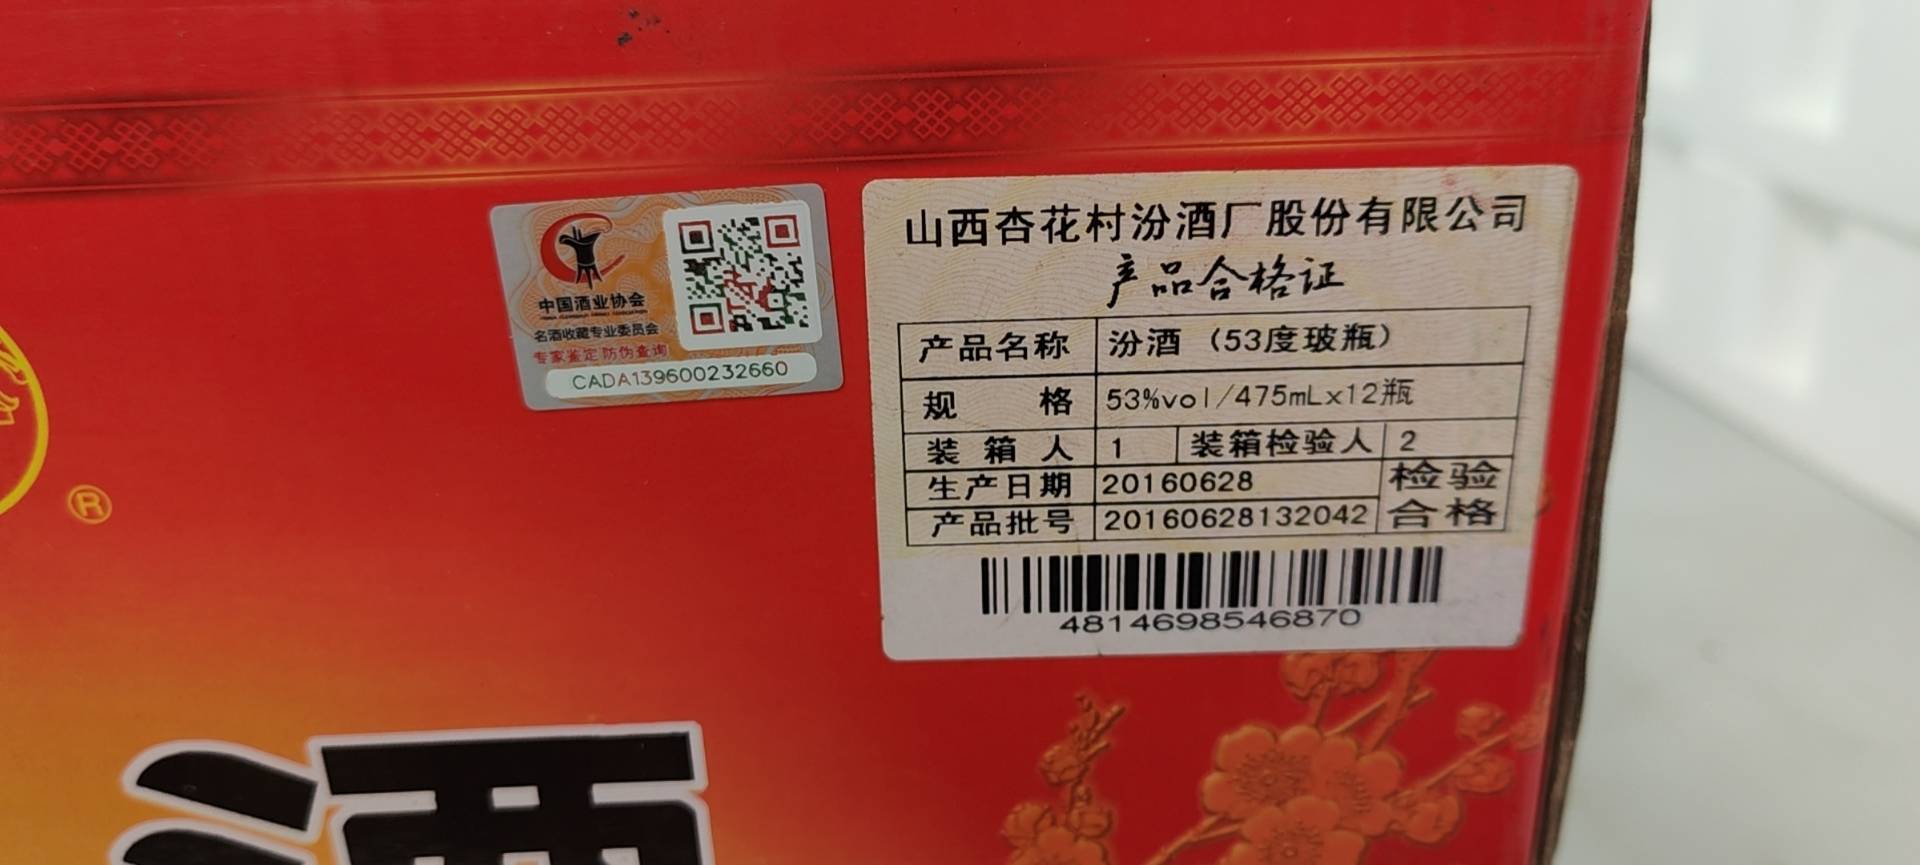 中国酒业协会
名酒收藏专业委员会
专家鉴定 防伪查询
CADA139600232660
山西杏花村汾酒厂股份有限公司
产品合格证
产品名称 汾酒（53度玻瓶）
规格 53%vol/475mLx12瓶
装箱人 1 装箱检验人 2
生产日期 20160628 检验
产品批号 20160628132042 合格
4814698546870
®
酒